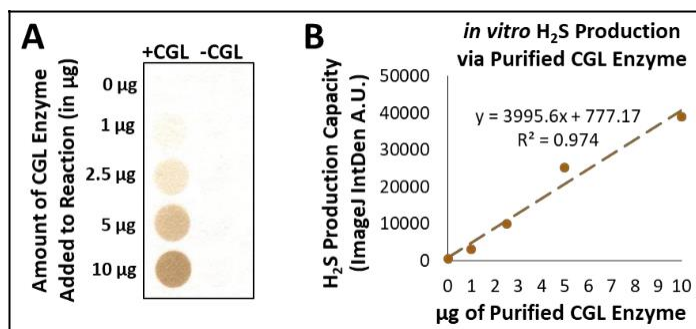 A
+CGL -CGL
Amount of CGL Enzyme
Added to Reaction (in µg)
0 µg
1 µg
2.5 µg
5 µg
10 µg
B
in vitro H₂S Production
via Purified CGL Enzyme
H₂S Production Capacity
(ImageJ IntDen A.U.)
50000
40000
30000
20000
10000
0
y = 3995.6x + 777.17
R² = 0.974
0 1 2 3 4 5 6 7 8 9 10
µg of Purified CGL Enzyme